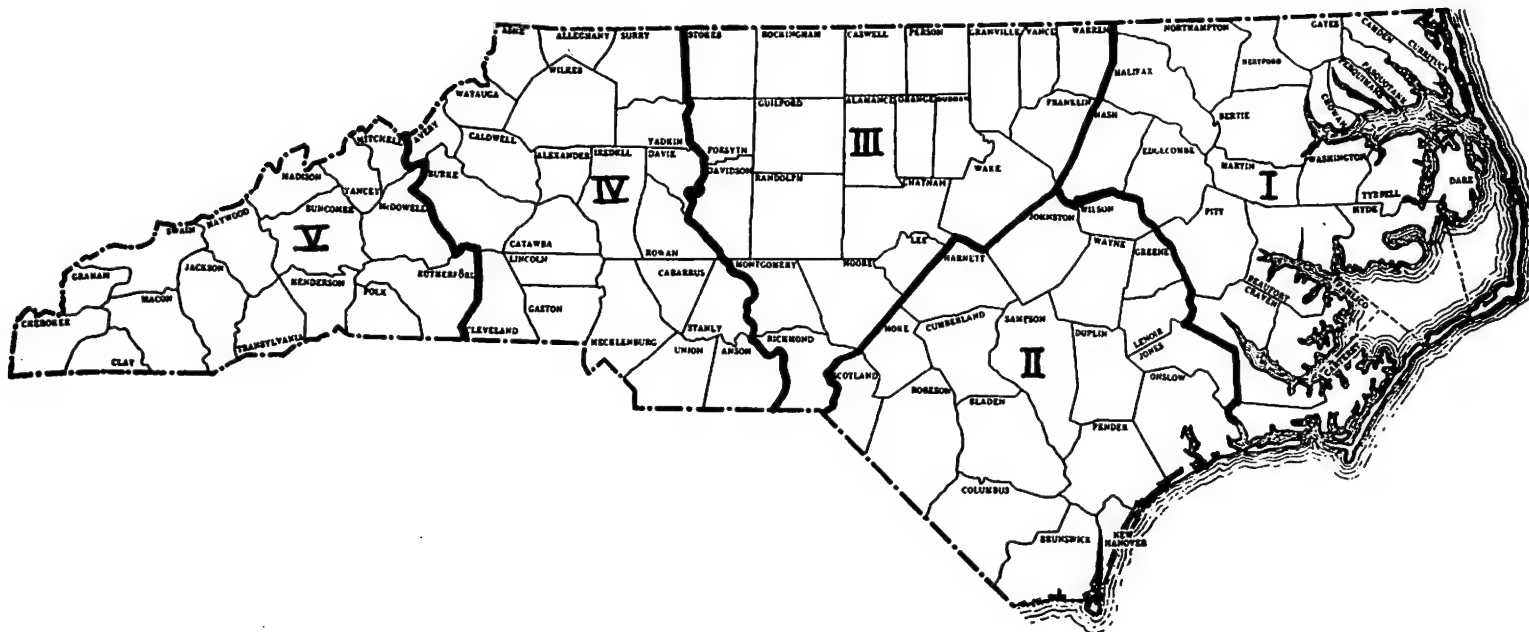 ASHE
ALLEGHANY
SURRY
STOKES
ROCKINGHAM
CASWELL
PERSON
GRANVILLE
VANCE
WARREN
NORTHAMPTON
GATES
CAMDEN
CURRITUCK
HALIFAX
HERTFORD
PASQUOTANK
PERQUIMANS
CHOWAN
WILKES
WATAUGA
GUILFORD
ALAMANCE
ORANGE
DURHAM
FRANKLIN
NASH
BERTIE
MITCHELL
AVERY
CALDWELL
YADKIN
FORSYTH
III
EDGECOMBE
MARTIN
WASHINGTON
ALEXANDER
IREDELL
DAVIE
DAVIDSON
RANDOLPH
CHATHAM
WAKE
I
TYRRELL
DARE
MADISON
YANCEY
BURKE
IV
HYDE
BUNCOMBE
McDOWELL
JOHNSTON
WILSON
PITT
SWAIN
HAYWOOD
V
CATAWBA
ROWAN
LEE
WAYNE
GREENE
GRAHAM
JACKSON
HENDERSON
RUTHERFORD
LINCOLN
CABARRUS
MONTGOMERY
MOORE
HARNETT
BEAUFORT
CRAVEN
PAMLICO
MACON
POLK
GASTON
CHEROKEE
CLEVELAND
MECKLENBURG
STANLY
RICHMOND
HOKE
CUMBERLAND
SAMPSON
DUPLIN
LENOIR
JONES
CARTERET
CLAY
TRANSYLVANIA
UNION
ANSON
SCOTLAND
II
ONSLOW
ROBESON
BLADEN
PENDER
COLUMBUS
BRUNSWICK
NEW
HANOVER